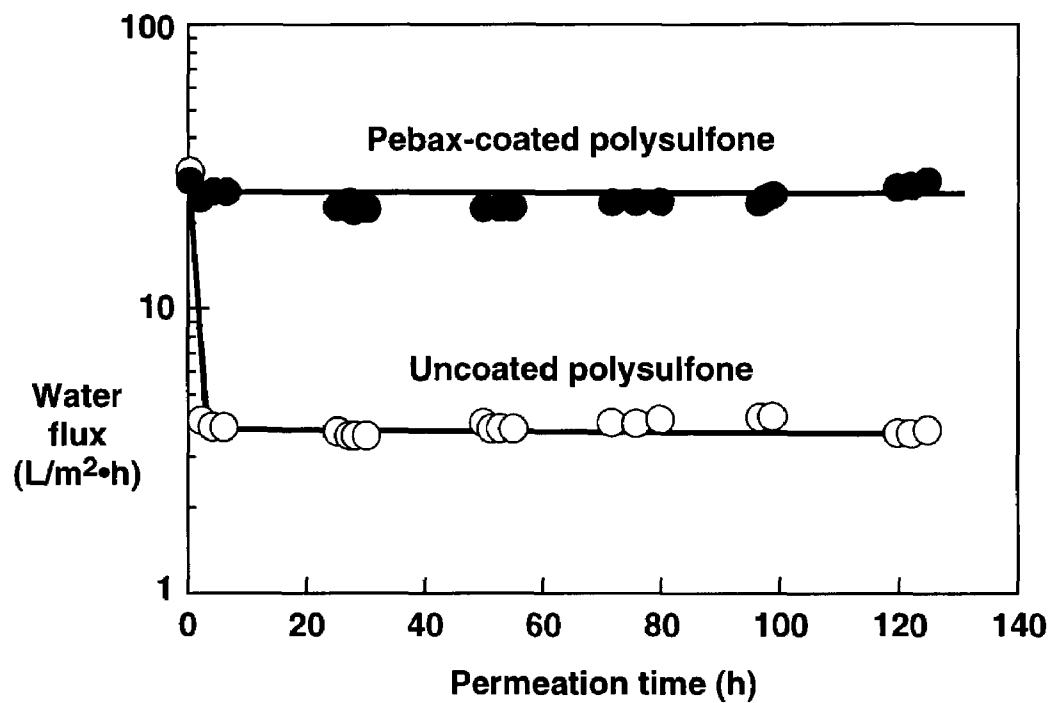 100
Pebax-coated polysulfone
10
Uncoated polysulfone
Water
flux
(L/m²•h)
1
0 20 40 60 80 100 120 140
Permeation time (h)